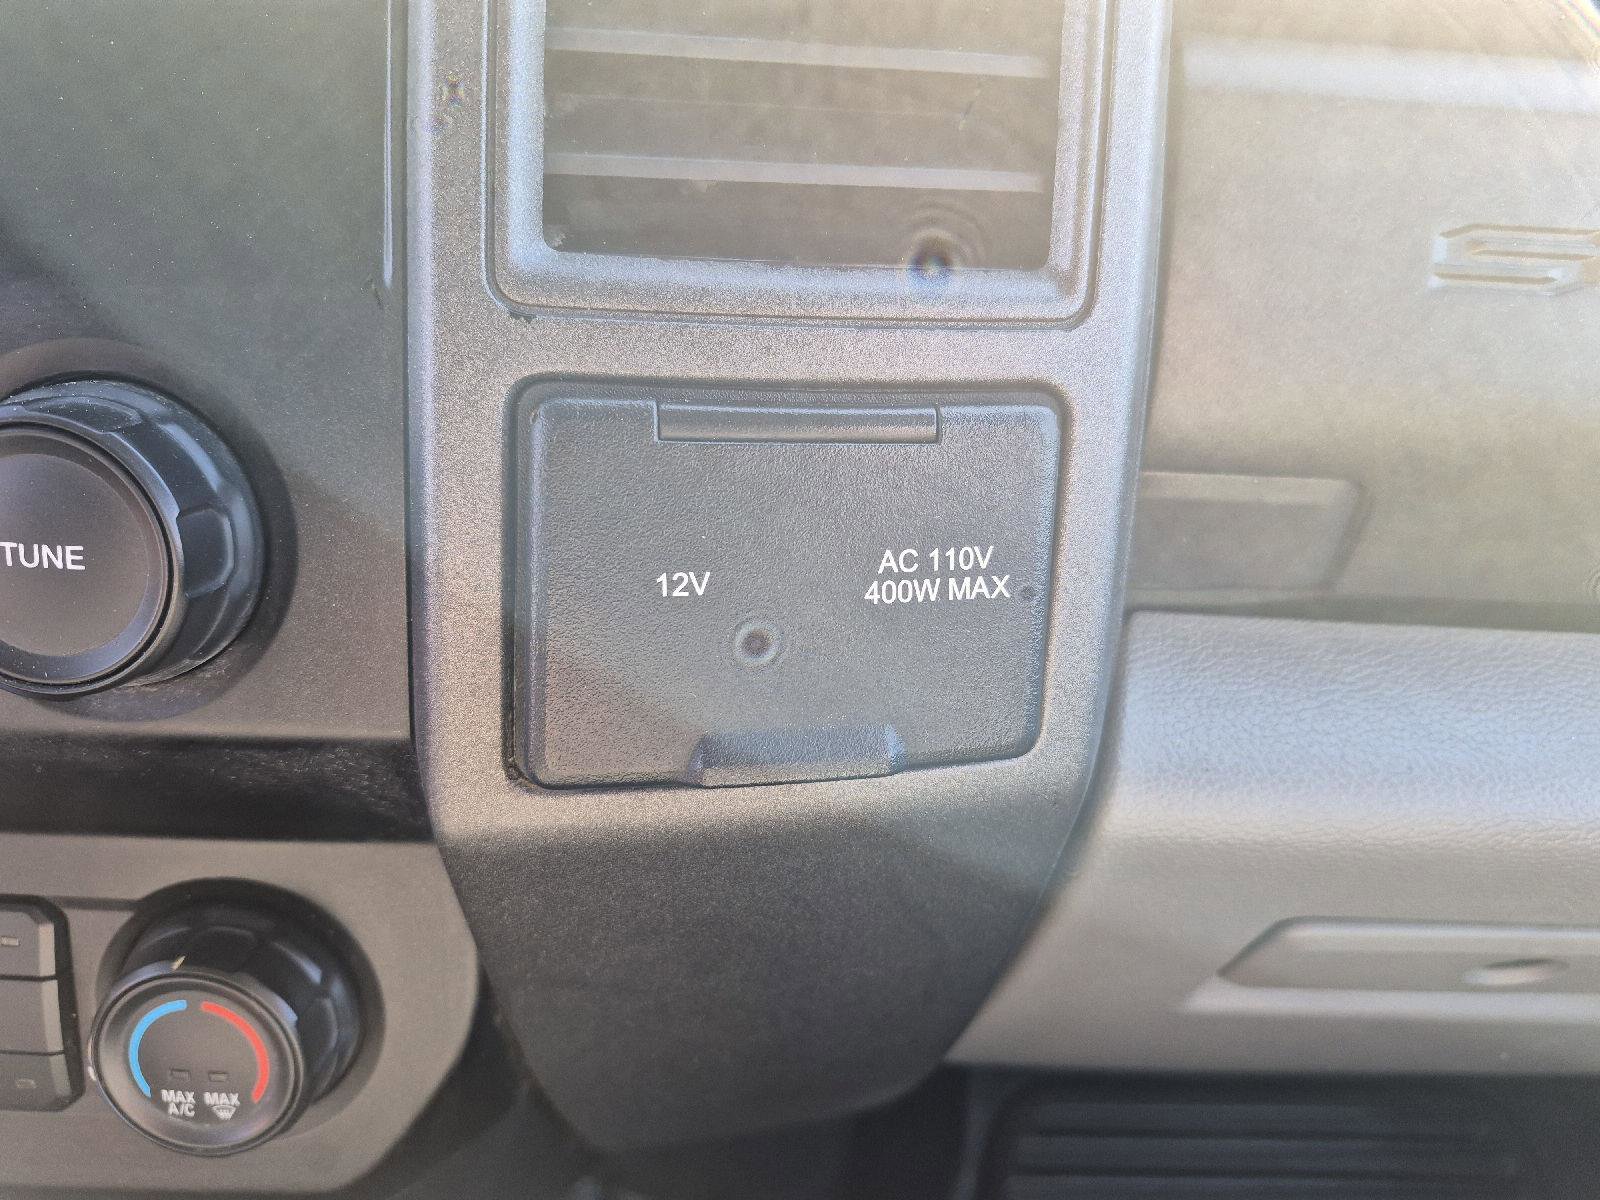 TUNE
12V
AC 110V
400W MAX
MAX
A/C
MAX
S